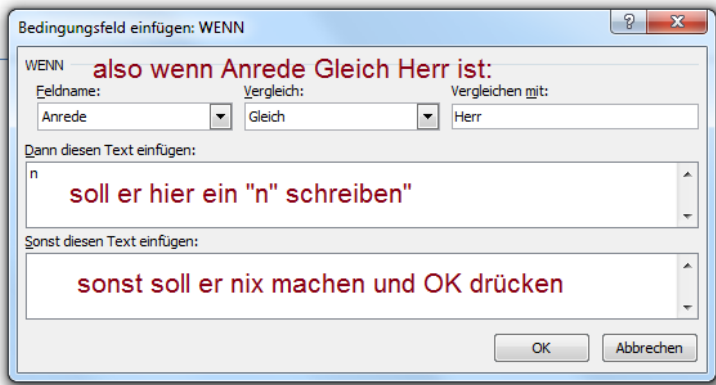 Bedingungsfeld einfügen: WENN
WENN also wenn Anrede Gleich Herr ist:
Feldname: Vergleich: Vergleichen mit:
Anrede Gleich Herr
Dann diesen Text einfügen:
n
soll er hier ein "n" schreiben"
Sonst diesen Text einfügen:
sonst soll er nix machen und OK drücken
OK Abbrechen